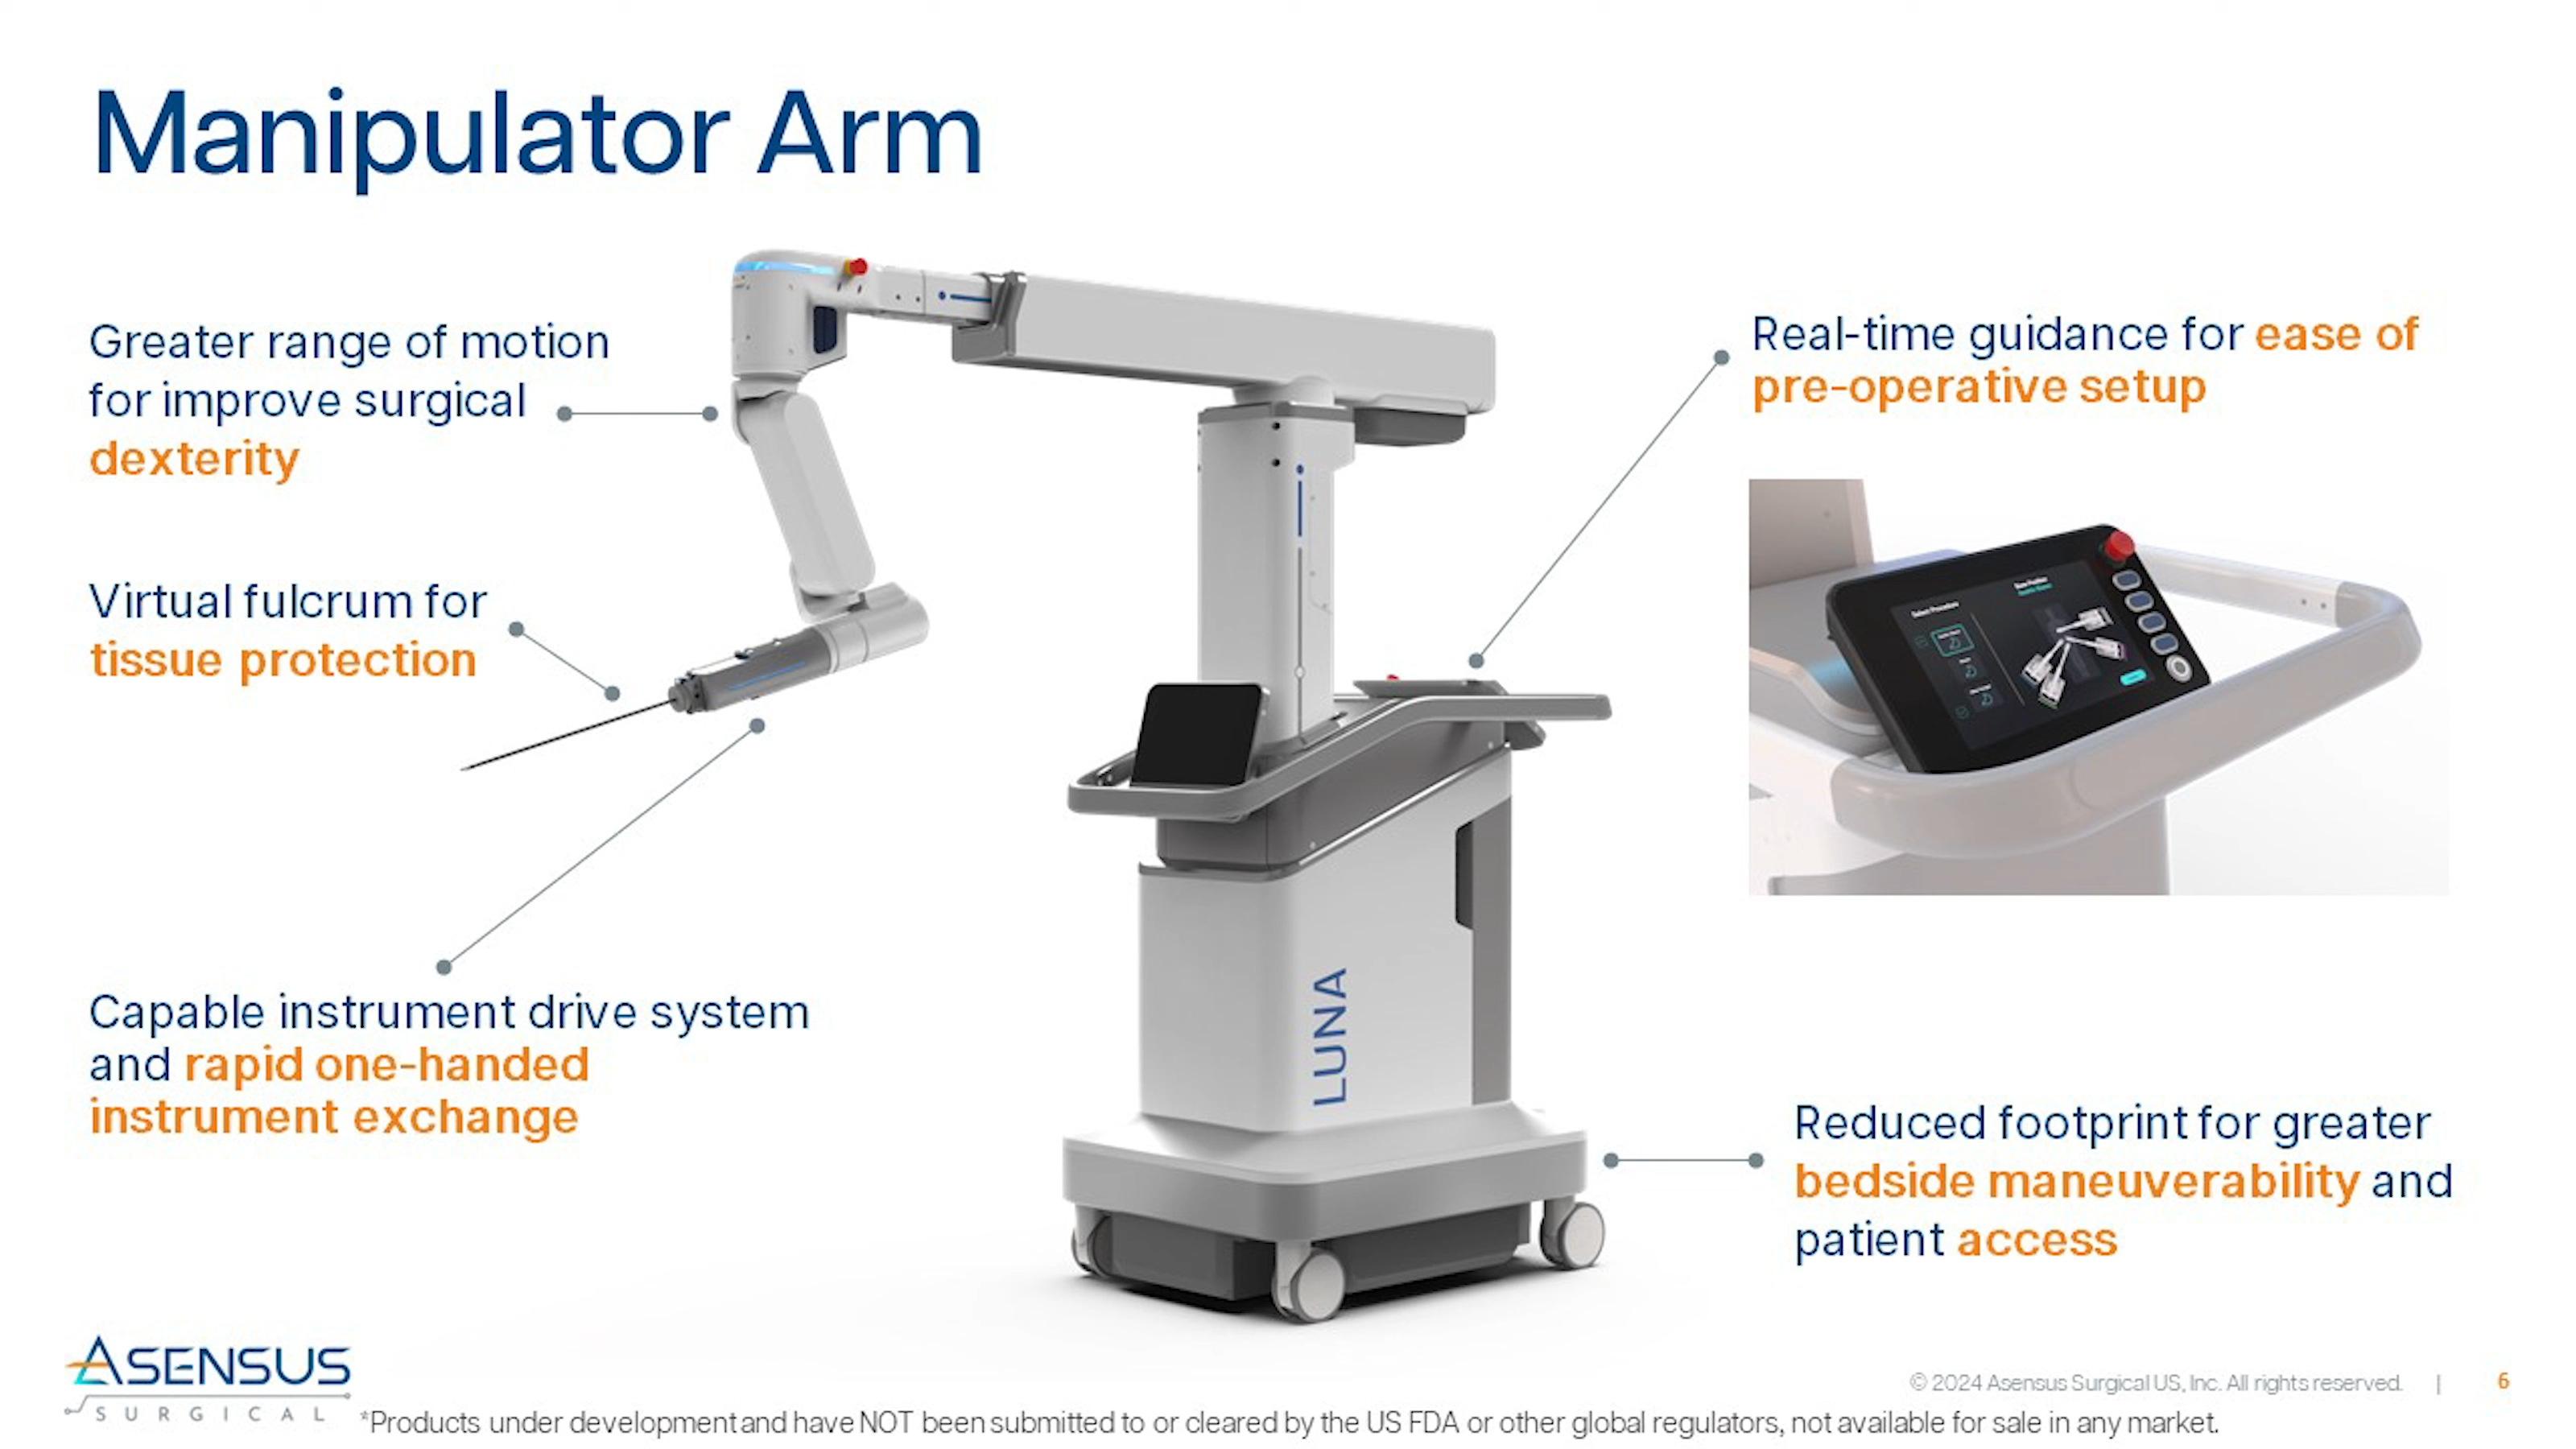 Manipulator Arm
Greater range of motion
for improve surgical
dexterity
Virtual fulcrum for
tissue protection
Capable instrument drive system
and rapid one-handed
instrument exchange
Real-time guidance for ease of
pre-operative setup
LUNA
Reduced footprint for greater
bedside maneuverability and
patient access
ASENSUS
SURGICAL
© 2024 Asensus Surgical US, Inc. All rights reserved. | 6
*Products under development and have NOT been submitted to or cleared by the US FDA or other global regulators, not available for sale in any market.